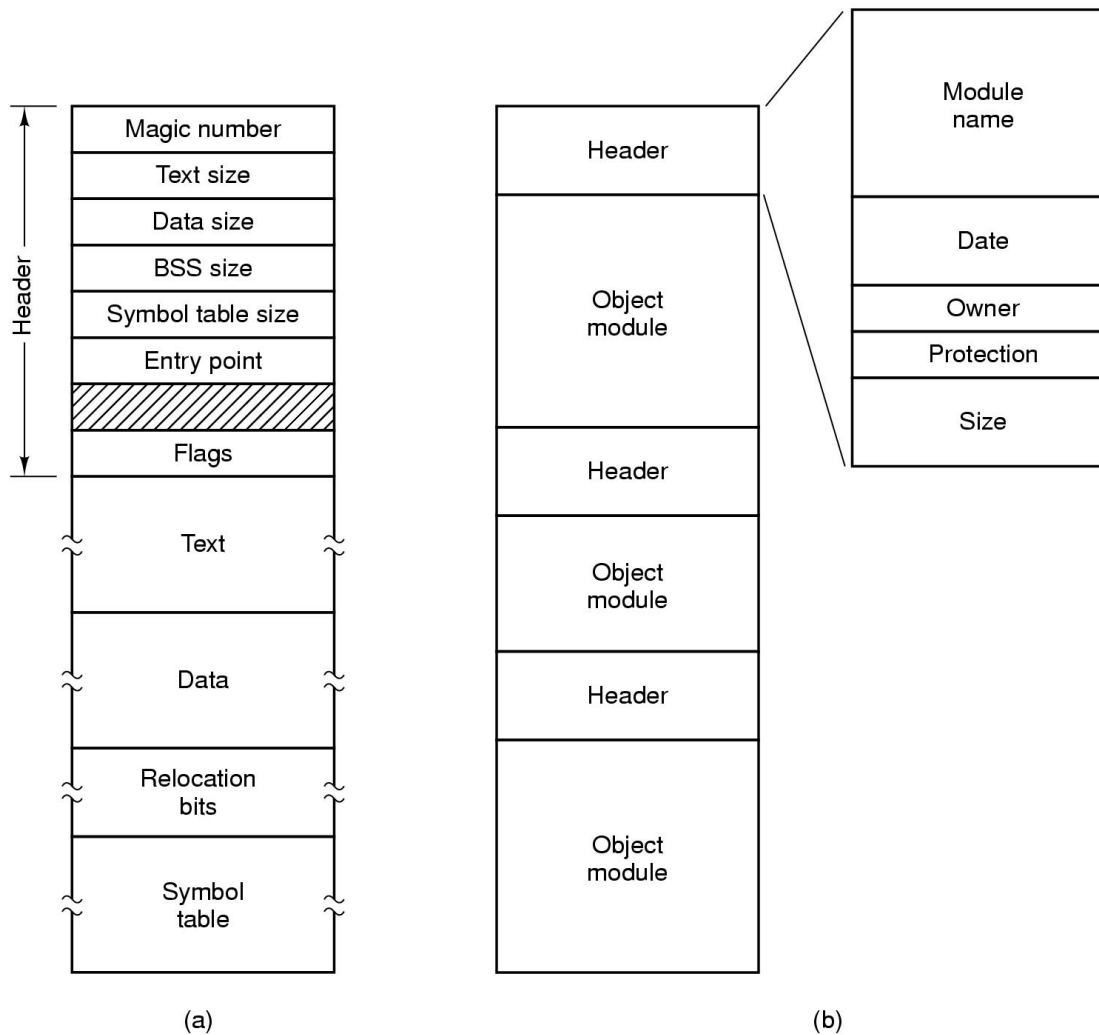 Header
Magic number
Text size
Data size
BSS size
Symbol table size
Entry point
Flags
Text
Data
Relocation
bits
Symbol
table
(a)
Header
Object
module
Header
Object
module
Header
Object
module
Module
name
Date
Owner
Protection
Size
(b)